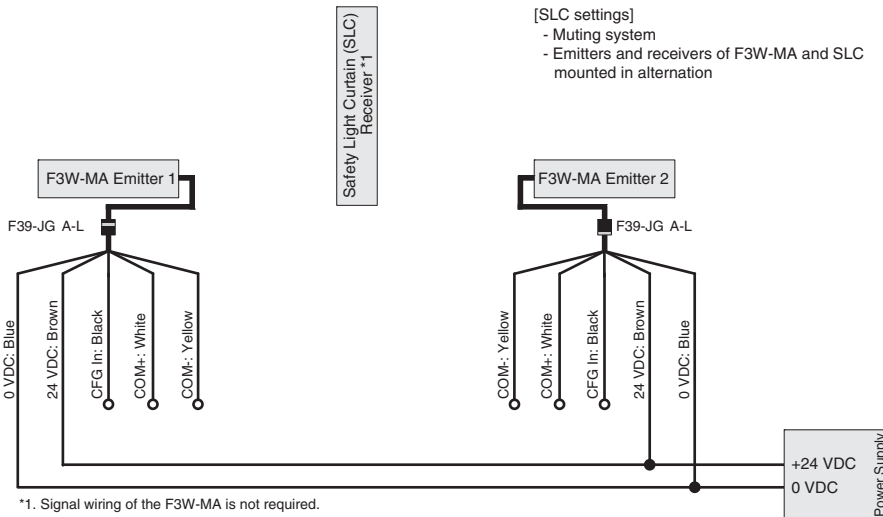 [SLC settings]
- Muting system
- Emitters and receivers of F3W-MA and SLC
mounted in alternation
Safety Light Curtain (SLC)
Receiver *1
F3W-MA Emitter 1
F3W-MA Emitter 2
F39-JG A-L
F39-JG A-L
0 VDC: Blue
24 VDC: Brown
CFG In: Black
COM+: White
COM-: Yellow
COM-: Yellow
COM+: White
CFG In: Black
24 VDC: Brown
0 VDC: Blue
+24 VDC
0 VDC
Power Supply
*1. Signal wiring of the F3W-MA is not required.